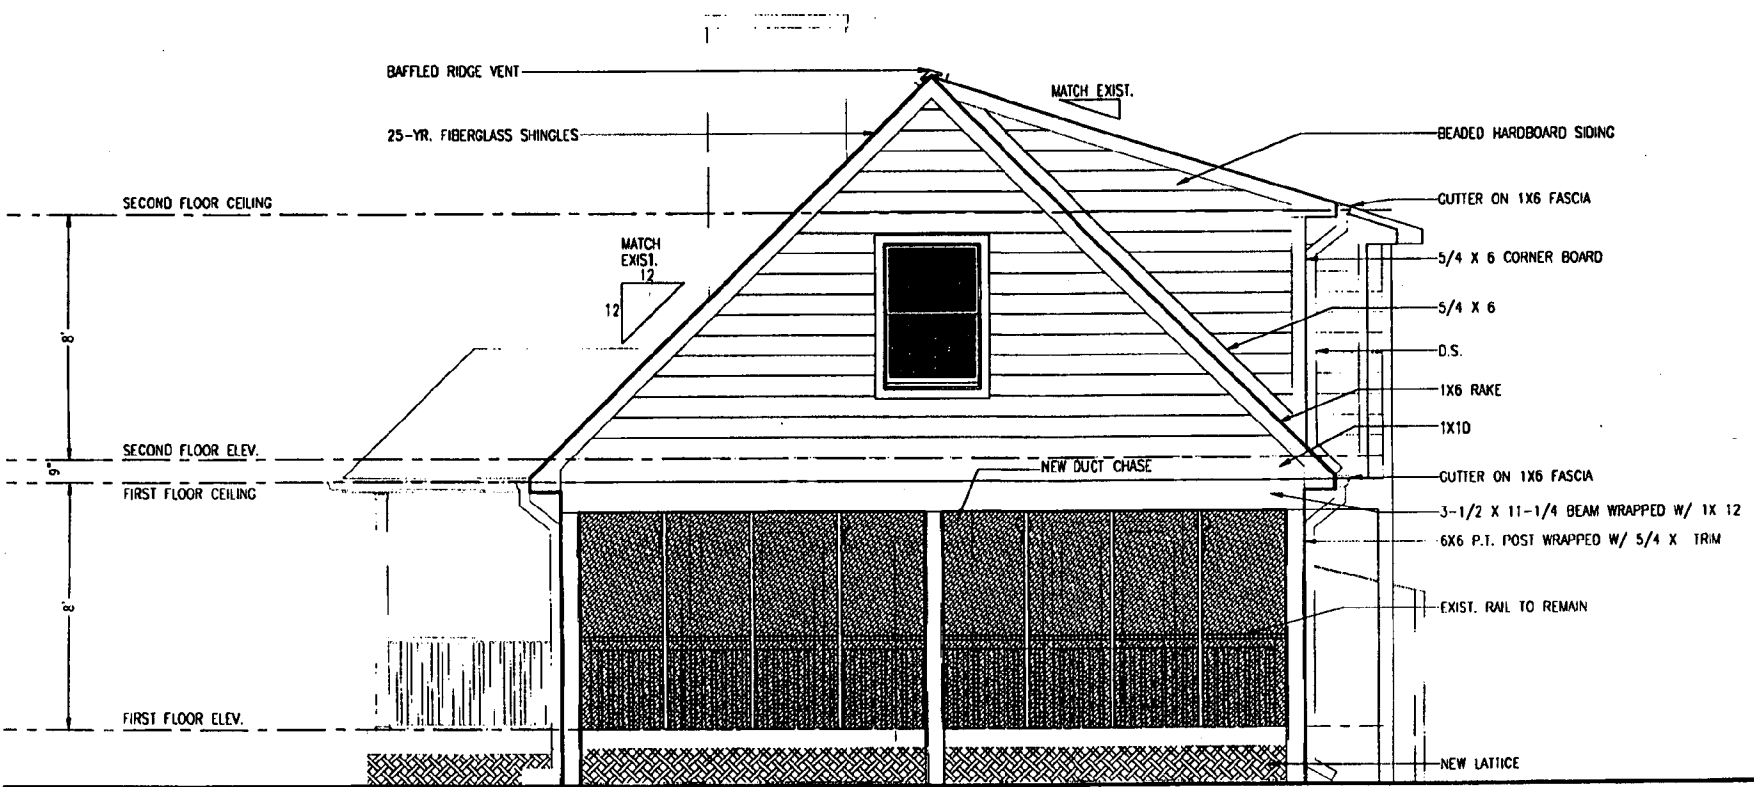 BAFFLED RIDGE VENT
MATCH EXIST.
25-YR. FIBERGLASS SHINGLES
BEADED HARDBOARD SIDING
SECOND FLOOR CEILING
GUTTER ON 1X6 FASCIA
MATCH
EXIST.
12
12
5/4 X 6 CORNER BOARD
5/4 X 6
8'
D.S.
1X6 RAKE
1X10
SECOND FLOOR ELEV.
9"
NEW DUCT CHASE
GUTTER ON 1X6 FASCIA
FIRST FLOOR CEILING
3-1/2 X 11-1/4 BEAM WRAPPED W/ 1X 12
6X6 P.T. POST WRAPPED W/ 5/4 X TRIM
8'
EXIST. RAIL TO REMAIN
FIRST FLOOR ELEV.
NEW LATTICE